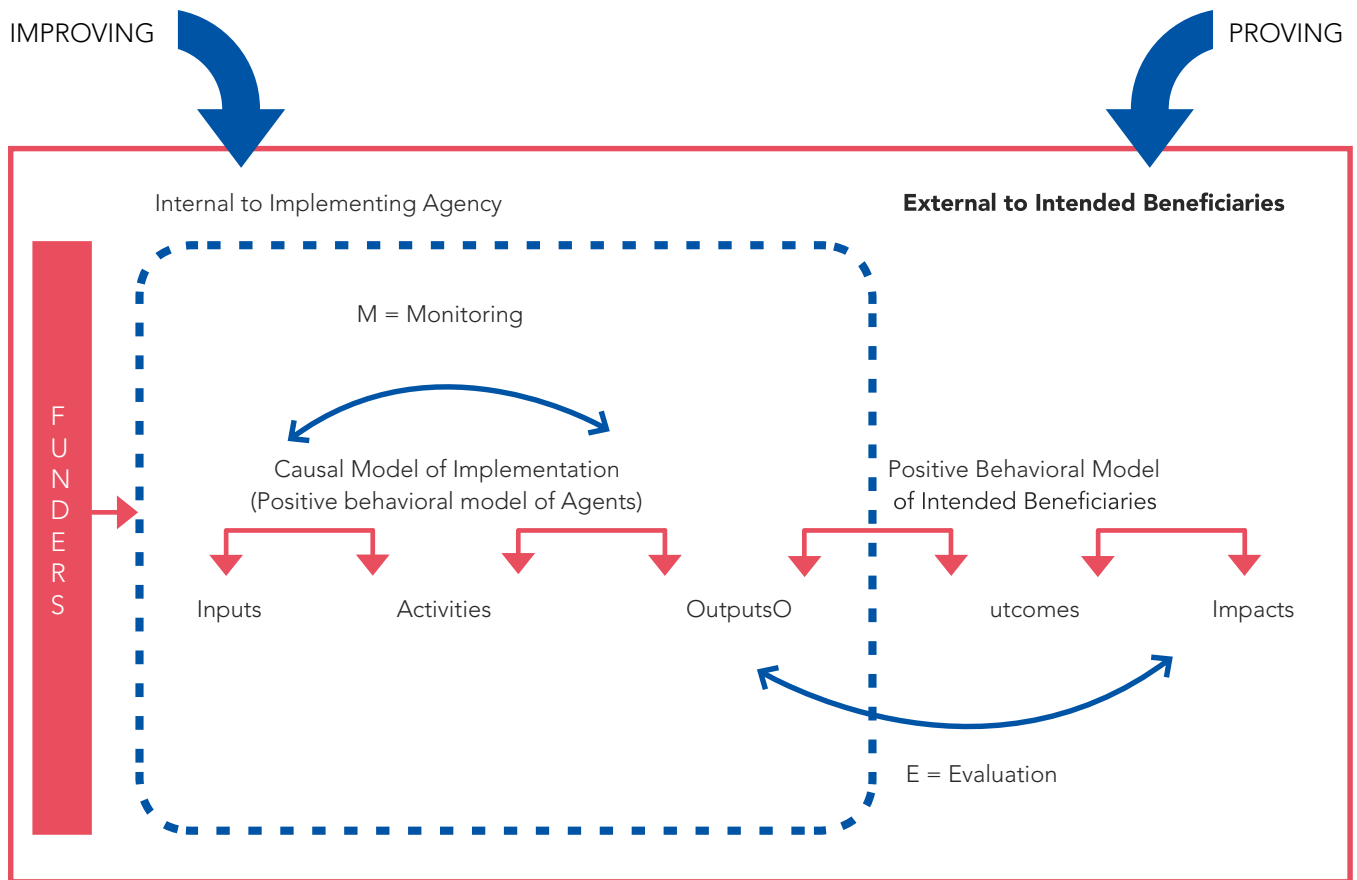 IMPROVING
PROVING
Internal to Implementing Agency
External to Intended Beneficiaries
M = Monitoring
FUNDERS
Causal Model of Implementation
(Positive behavioral model of Agents)
Positive Behavioral Model
of Intended Beneficiaries
Inputs
Activities
OutputsO
utcomes
Impacts
E = Evaluation